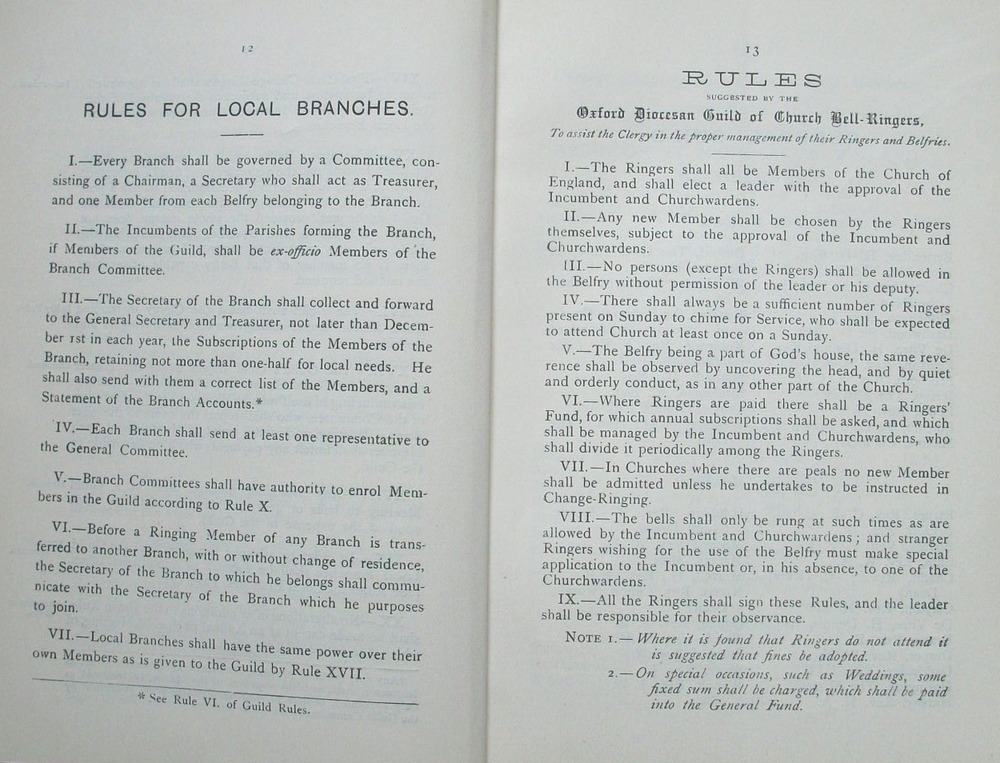 12
RULES FOR LOCAL BRANCHES.
I.—Every Branch shall be governed by a Committee, con-
sisting of a Chairman, a Secretary who shall act as Treasurer,
and one Member from each Belfry belonging to the Branch.
II.—The Incumbents of the Parishes forming the Branch,
if Members of the Guild, shall be ex-officio Members of the
Branch Committee.
III.—The Secretary of the Branch shall collect and forward
to the General Secretary and Treasurer, not later than Decem-
ber 1st in each year, the Subscriptions of the Members of the
Branch, retaining not more than one-half for local needs. He
shall also send with them a correct list of the Members, and a
Statement of the Branch Accounts.*
IV.—Each Branch shall send at least one representative to
the General Committee.
V.—Branch Committees shall have authority to enrol Mem-
bers in the Guild according to Rule X.
VI.—Before a Ringing Member of any Branch is trans-
ferred to another Branch, with or without change of residence,
the Secretary of the Branch to which he belongs shall commu-
nicate with the Secretary of the Branch which he purposes
to join.
VII.—Local Branches shall have the same power over their
own Members as is given to the Guild by Rule XVII.
* See Rule VI. of Guild Rules.
13
RULES
SUGGESTED BY THE
Oxford Diocesan Guild of Church Bell-Ringers,
To assist the Clergy in the proper management of their Ringers and Belfries.
I.—The Ringers shall all be Members of the Church of
England, and shall elect a leader with the approval of the
Incumbent and Churchwardens.
II.—Any new Member shall be chosen by the Ringers
themselves, subject to the approval of the Incumbent and
Churchwardens.
III.—No persons (except the Ringers) shall be allowed in
the Belfry without permission of the leader or his deputy.
IV.—There shall always be a sufficient number of Ringers
present on Sunday to chime for Service, who shall be expected
to attend Church at least once on a Sunday.
V.—The Belfry being a part of God's house, the same reve-
rence shall be observed by uncovering the head, and by quiet
and orderly conduct, as in any other part of the Church.
VI.—Where Ringers are paid there shall be a Ringers'
Fund, for which annual subscriptions shall be asked, and which
shall be managed by the Incumbent and Churchwardens, who
shall divide it periodically among the Ringers.
VII.—In Churches where there are peals no new Member
shall be admitted unless he undertakes to be instructed in
Change-Ringing.
VIII.—The bells shall only be rung at such times as are
allowed by the Incumbent and Churchwardens; and stranger
Ringers wishing for the use of the Belfry must make special
application to the Incumbent or, in his absence, to one of the
Churchwardens.
IX.—All the Ringers shall sign these Rules, and the leader
shall be responsible for their observance.
NOTE 1.—Where it is found that Ringers do not attend it
is suggested that fines be adopted.
2.—On special occasions, such as Weddings, some
fixed sum shall be charged, which shall be paid
into the General Fund.